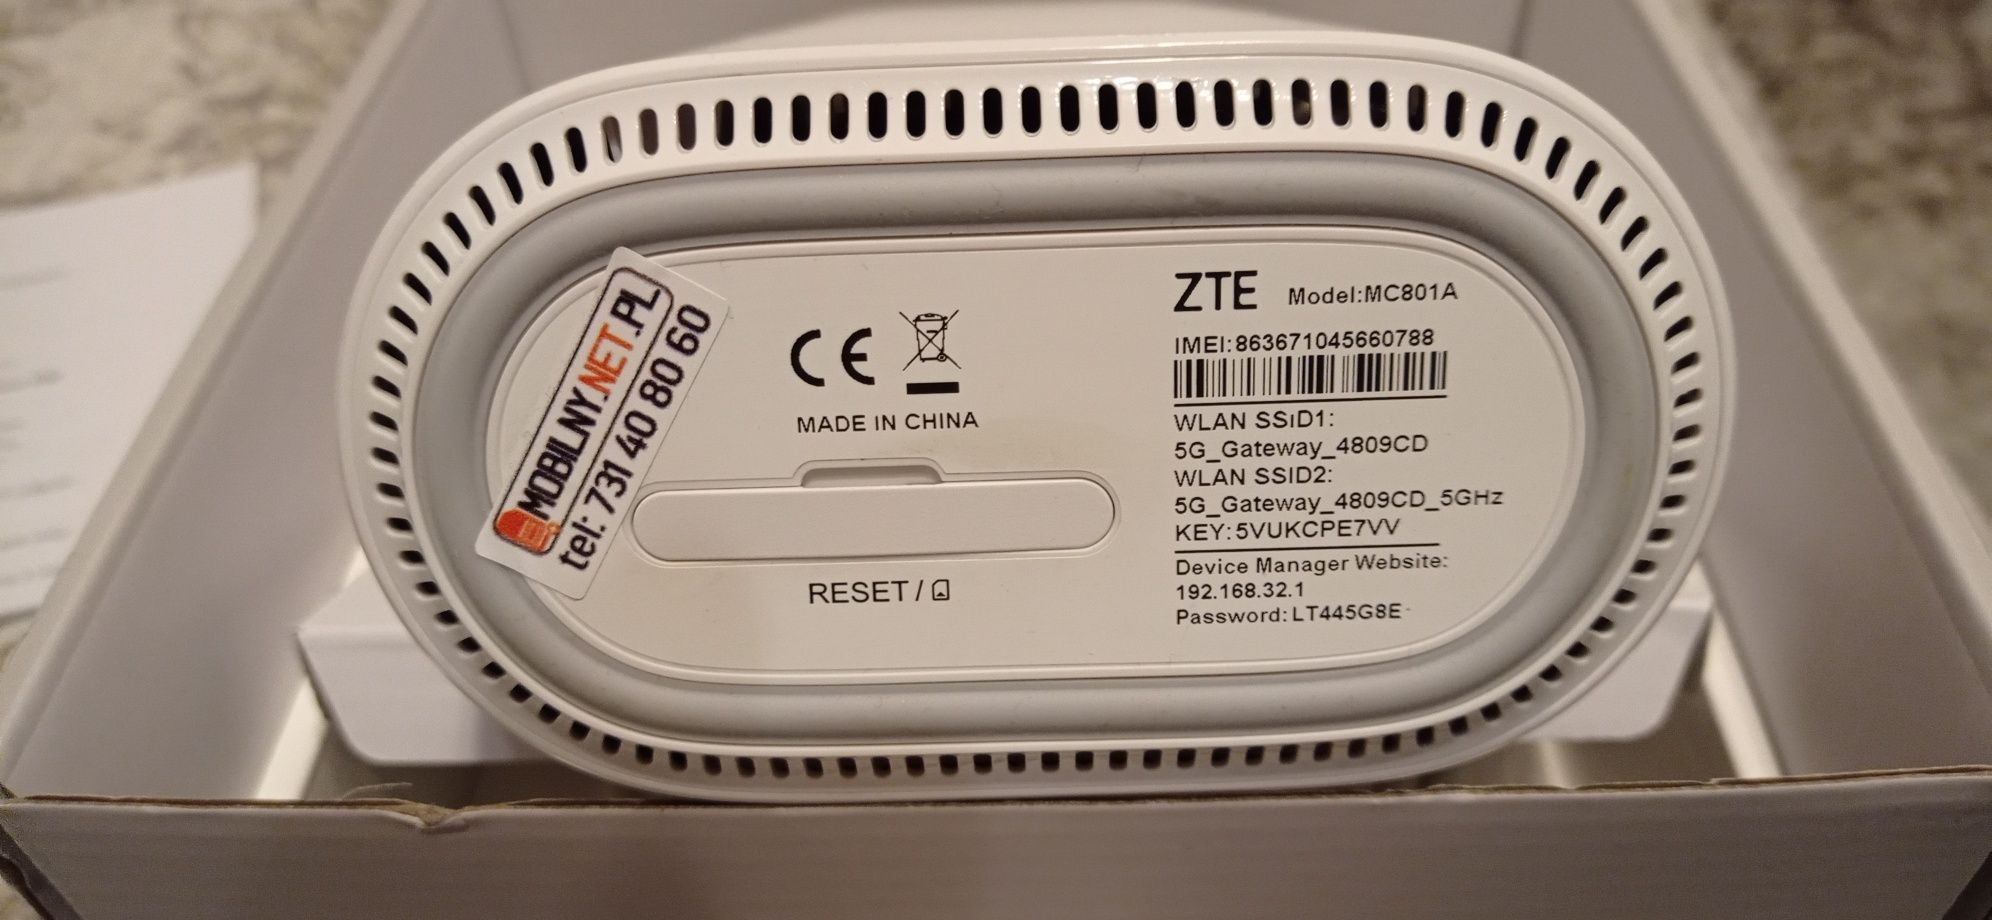 MOBILNY.NET.PL
tel: 731 40 80 60
CE
MADE IN CHINA
RESET /
ZTE Model:MC801A
IMEI:863671045660788
WLAN SSID1:
5G_Gateway_4809CD
WLAN SSID2:
5G_Gateway_4809CD_5GHz
KEY:5VUKCPE7VV
Device Manager Website:
192.168.32.1
Password:LT445G8E